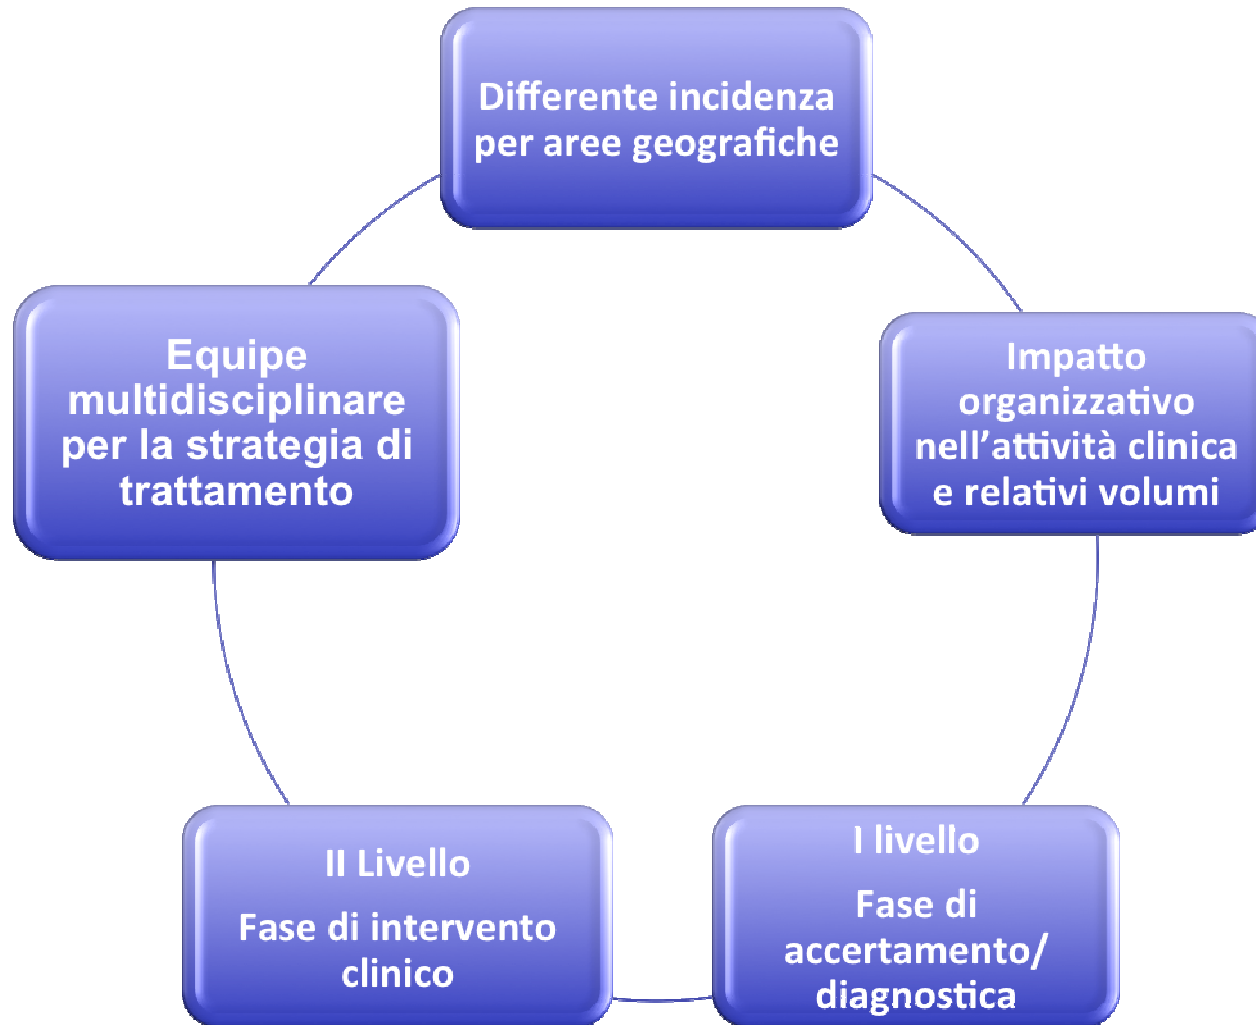 Differente incidenza
per aree geografiche
Impatto
organizzativo
nell'attività clinica
e relativi volumi
I livello
Fase di
accertamento/
diagnostica
II Livello
Fase di intervento
clinico
Equipe
multidisciplinare
per la strategia di
trattamento